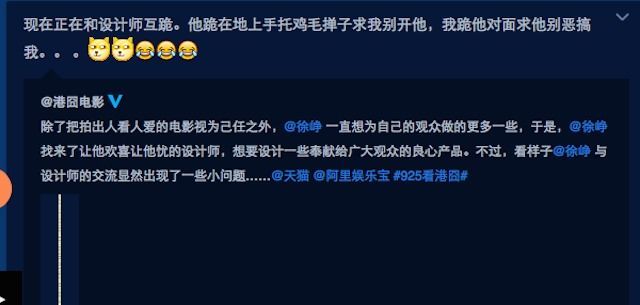 现在正在和设计师互跪。他跪在地上手托鸡毛掸子求我别开他，我跪他对面求他别恶搞
我。。。
@港囧电影
除了把拍出人看人爱的电影视为己任之外，@徐峥 一直想为自己的观众做的更多一些，于是，@徐峥
找来了让他欢喜让他忧的设计师，想要设计一些奉献给广大观众的良心产品。不过，看样子@徐峥 与
设计师的交流显然出现了一些小问题......@天猫 @阿里娱乐宝 #925看港囧#